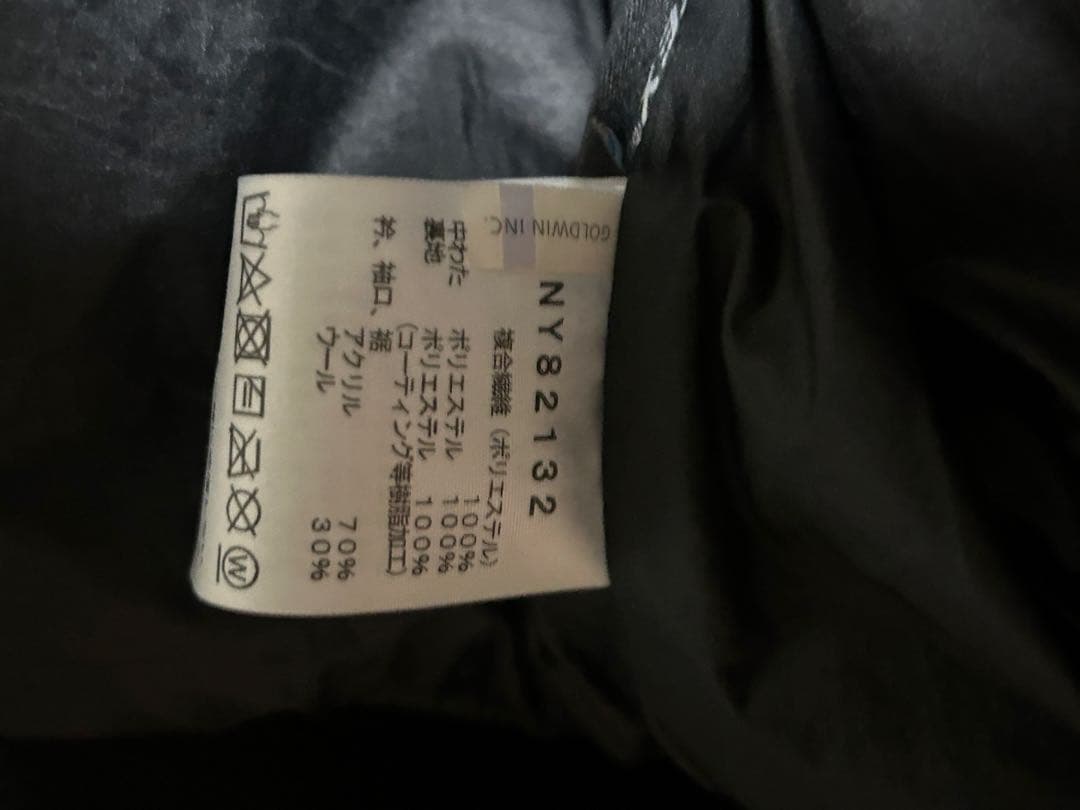 GOLDWIN INC.
NY82132
複合繊維(ポリエステル)
100%
中わた ポリエステル 100%
裏地 ポリエステル 100%
(コーティング等樹脂加工)
衿、袖口、裾
アクリル 70%
ウール 30%
W